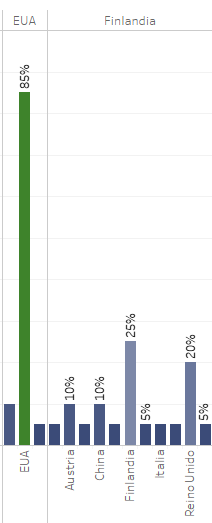 EUA Finlandia
85%
10%
10%
25%
5%
20%
5%
EUA
Austria
China
Finlandia
Italia
Reino Unido